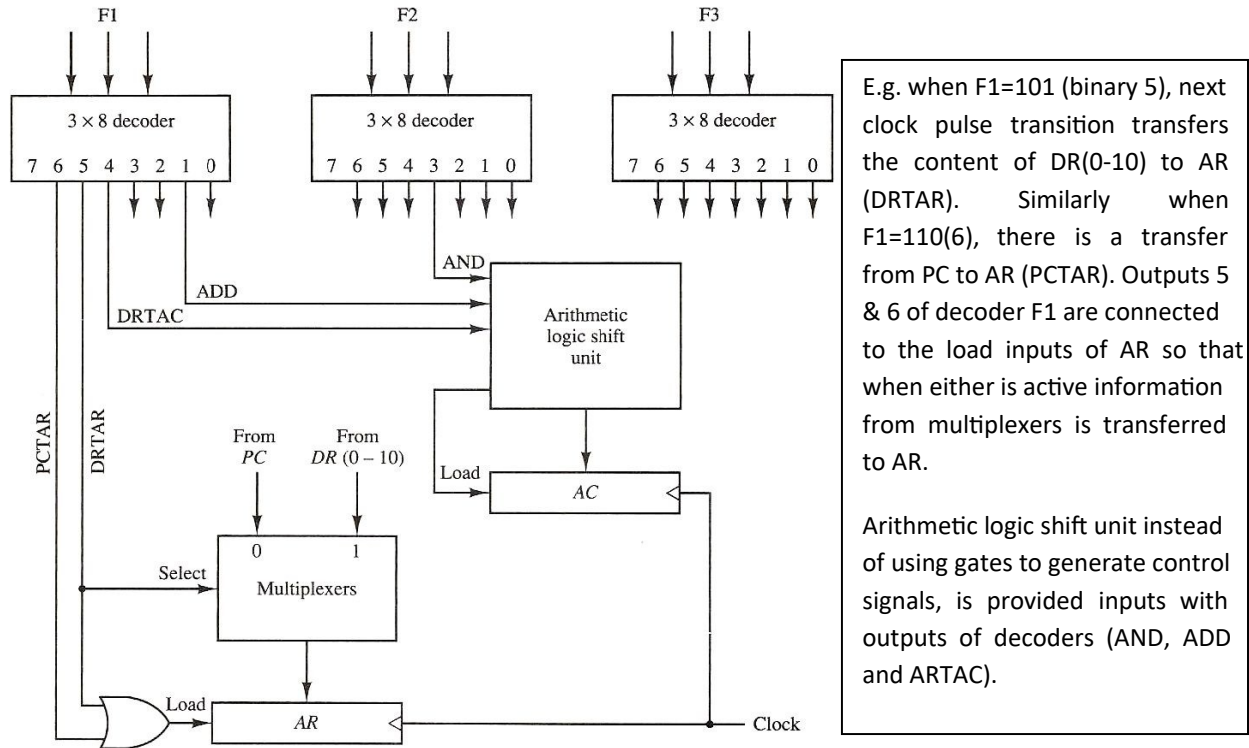 F1 F2 F3
3 × 8 decoder 3 × 8 decoder 3 × 8 decoder
7 6 5 4 3 2 1 0 7 6 5 4 3 2 1 0 7 6 5 4 3 2 1 0
AND
ADD
DRTAC
Arithmetic
logic shift
unit
PCTAR
DRTAR
From
PC
From
DR (0 – 10)
Load
AC
0 1
Select
Multiplexers
Load
AR
Clock
E.g. when F1=101 (binary 5), next
clock pulse transition transfers
the content of DR(0-10) to AR
(DRTAR). Similarly when
F1=110(6), there is a transfer
from PC to AR (PCTAR). Outputs 5
& 6 of decoder F1 are connected
to the load inputs of AR so that
when either is active information
from multiplexers is transferred
to AR.
Arithmetic logic shift unit instead
of using gates to generate control
signals, is provided inputs with
outputs of decoders (AND, ADD
and ARTAC).